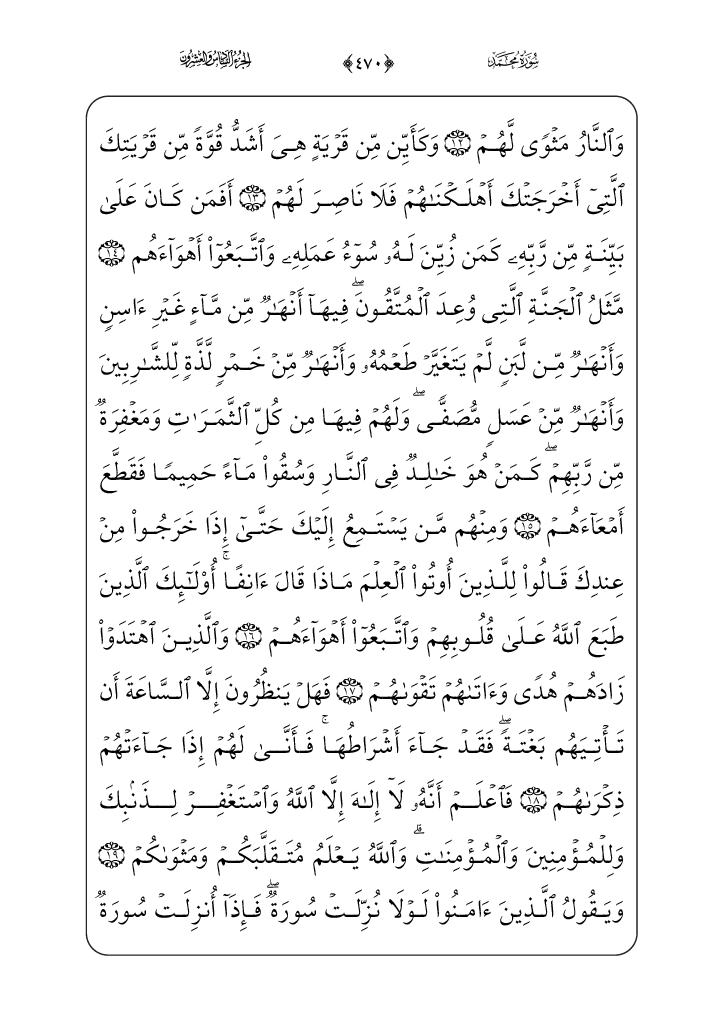 سُورَةُ مُحَمَّد ﴿٤٧٠﴾ الجزء السادس والعشرون
وَٱلنَّارُ مَثۡوٗى لَّهُمۡ ١٢ وَكَأَيِّن مِّن قَرۡيَةٍ هِيَ أَشَدُّ قُوَّةٗ مِّن قَرۡيَتِكَ
ٱلَّتِيٓ أَخۡرَجَتۡكَ أَهۡلَكۡنَٰهُمۡ فَلَا نَاصِرَ لَهُمۡ ١٣ أَفَمَن كَانَ عَلَىٰ
بَيِّنَةٖ مِّن رَّبِّهِۦ كَمَن زُيِّنَ لَهُۥ سُوٓءُ عَمَلِهِۦ وَٱتَّبَعُوٓاْ أَهۡوَآءَهُم ١٤
مَّثَلُ ٱلۡجَنَّةِ ٱلَّتِي وُعِدَ ٱلۡمُتَّقُونَۖ فِيهَآ أَنۡهَٰرٞ مِّن مَّآءٍ غَيۡرِ ءَاسِنٖ
وَأَنۡهَٰرٞ مِّن لَّبَنٖ لَّمۡ يَتَغَيَّرۡ طَعۡمُهُۥ وَأَنۡهَٰرٞ مِّنۡ خَمۡرٖ لَّذَّةٖ لِّلشَّٰرِبِينَ
وَأَنۡهَٰرٞ مِّنۡ عَسَلٖ مُّصَفّٗىۖ وَلَهُمۡ فِيهَا مِن كُلِّ ٱلثَّمَرَٰتِ وَمَغۡفِرَةٞ
مِّن رَّبِّهِمۡۖ كَمَنۡ هُوَ خَٰلِدٞ فِي ٱلنَّارِ وَسُقُواْ مَآءً حَمِيمٗا فَقَطَّعَ
أَمۡعَآءَهُمۡ ١٥ وَمِنۡهُم مَّن يَسۡتَمِعُ إِلَيۡكَ حَتَّىٰٓ إِذَا خَرَجُواْ مِنۡ
عِندِكَ قَالُواْ لِلَّذِينَ أُوتُواْ ٱلۡعِلۡمَ مَاذَا قَالَ ءَانِفًاۚ أُوْلَٰٓئِكَ ٱلَّذِينَ
طَبَعَ ٱللَّهُ عَلَىٰ قُلُوبِهِمۡ وَٱتَّبَعُوٓاْ أَهۡوَآءَهُمۡ ١٦ وَٱلَّذِينَ ٱهۡتَدَوۡاْ
زَادَهُمۡ هُدٗى وَءَاتَىٰهُمۡ تَقۡوَىٰهُمۡ ١٧ فَهَلۡ يَنظُرُونَ إِلَّا ٱلسَّاعَةَ أَن
تَأۡتِيَهُم بَغۡتَةٗۖ فَقَدۡ جَآءَ أَشۡرَاطُهَاۚ فَأَنَّىٰ لَهُمۡ إِذَا جَآءَتۡهُمۡ
ذِكۡرَىٰهُمۡ ١٨ فَٱعۡلَمۡ أَنَّهُۥ لَآ إِلَٰهَ إِلَّا ٱللَّهُ وَٱسۡتَغۡفِرۡ لِذَنۢبِكَ
وَلِلۡمُؤۡمِنِينَ وَٱلۡمُؤۡمِنَٰتِۗ وَٱللَّهُ يَعۡلَمُ مُتَقَلَّبَكُمۡ وَمَثۡوَىٰكُمۡ ١٩
وَيَقُولُ ٱلَّذِينَ ءَامَنُواْ لَوۡلَا نُزِّلَتۡ سُورَةٞۖ فَإِذَآ أُنزِلَتۡ سُورَةٞ